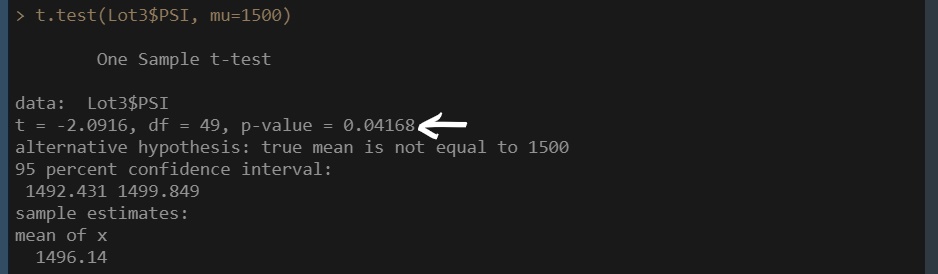 > t.test(Lot3$PSI, mu=1500)
One Sample t-test
data:  Lot3$PSI
t = -2.0916, df = 49, p-value = 0.04168
alternative hypothesis: true mean is not equal to 1500
95 percent confidence interval:
1492.431 1499.849
sample estimates:
mean of x
1496.14